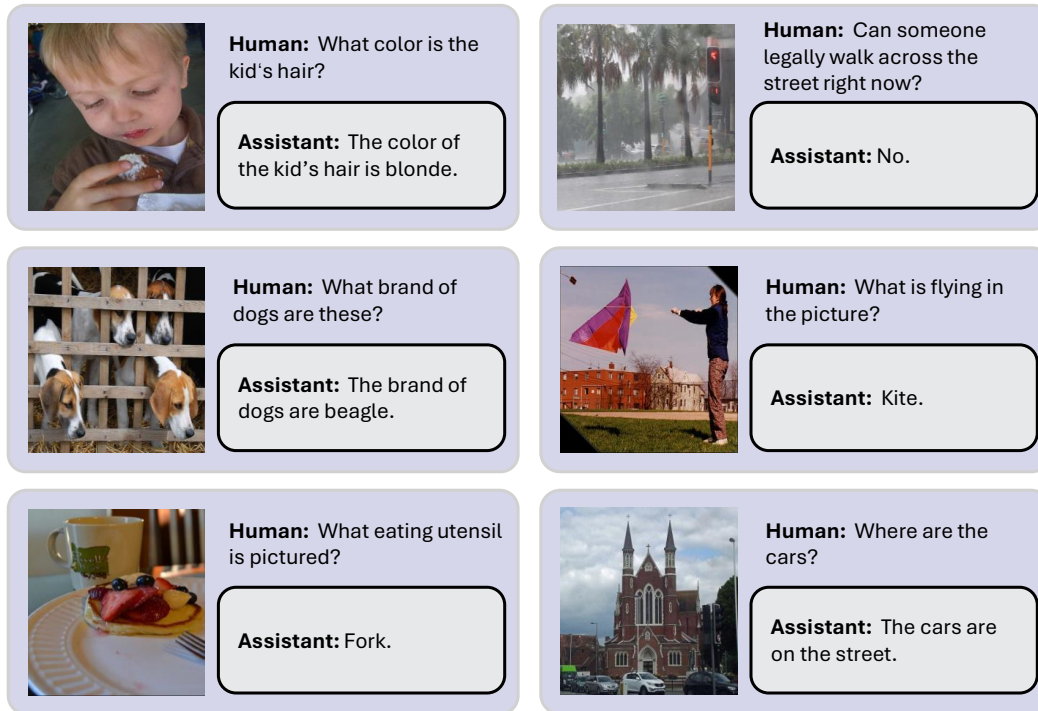 Human: What color is the
kid‘s hair?
Assistant: The color of
the kid’s hair is blonde.
Human: Can someone
legally walk across the
street right now?
Assistant: No.
Human: What brand of
dogs are these?
Assistant: The brand of
dogs are beagle.
Human: What is flying in
the picture?
Assistant: Kite.
Human: What eating utensil
is pictured?
Assistant: Fork.
Human: Where are the
cars?
Assistant: The cars are
on the street.